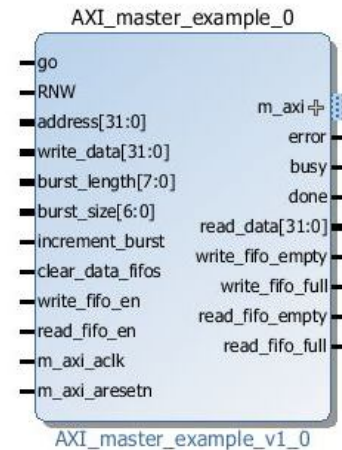 AXI_master_example_0
go
RNW
address[31:0]
write_data[31:0]
burst_length[7:0]
burst_size[6:0]
increment_burst
clear_data_fifos
write_fifo_en
read_fifo_en
m_axi_aclk
m_axi_aresetn
m_axi
error
busy
done
read_data[31:0]
write_fifo_empty
write_fifo_full
read_fifo_empty
read_fifo_full
AXI_master_example_v1_0